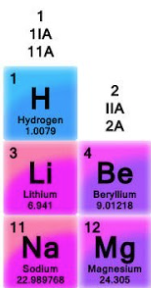 1
1IA
11A
1
H
Hydrogen
1.0079
2
IIA
2A
3
Li
Lithium
6.941
4
Be
Beryllium
9.01218
11
Na
Sodium
22.989768
12
Mg
Magnesium
24.305